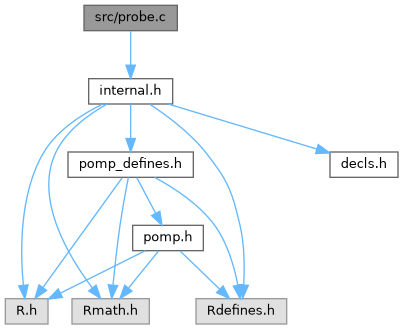 src/probe.c
internal.h
pomp_defines.h
decls.h
pomp.h
R.h
Rmath.h
Rdefines.h